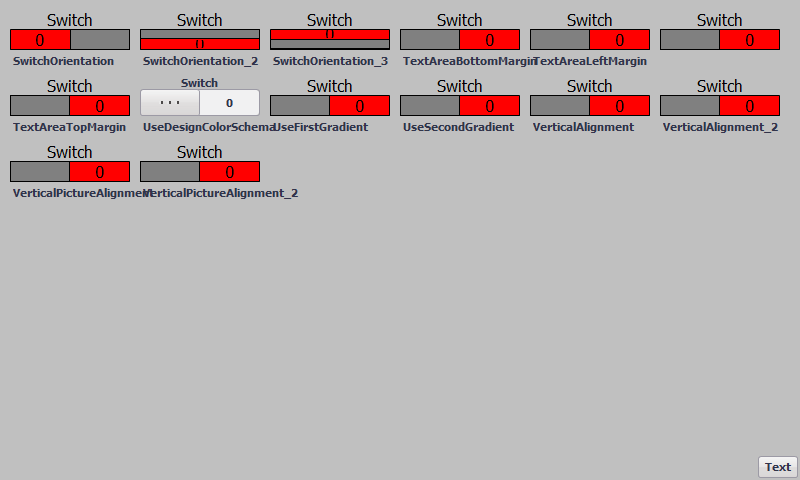 Switch Switch Switch Switch Switch Switch
0 0 0 0 0 0
SwitchOrientation SwitchOrientation_2 SwitchOrientation_3 TextAreaBottomMargin TextAreaLeftMargin
Switch Switch Switch Switch Switch Switch
0 ... 0 0 0 0 0
TextAreaTopMargin UseDesignColorSchema UseFirstGradient UseSecondGradient VerticalAlignment VerticalAlignment_2
Switch Switch
0 0
VerticalPictureAlignment VerticalPictureAlignment_2
Text